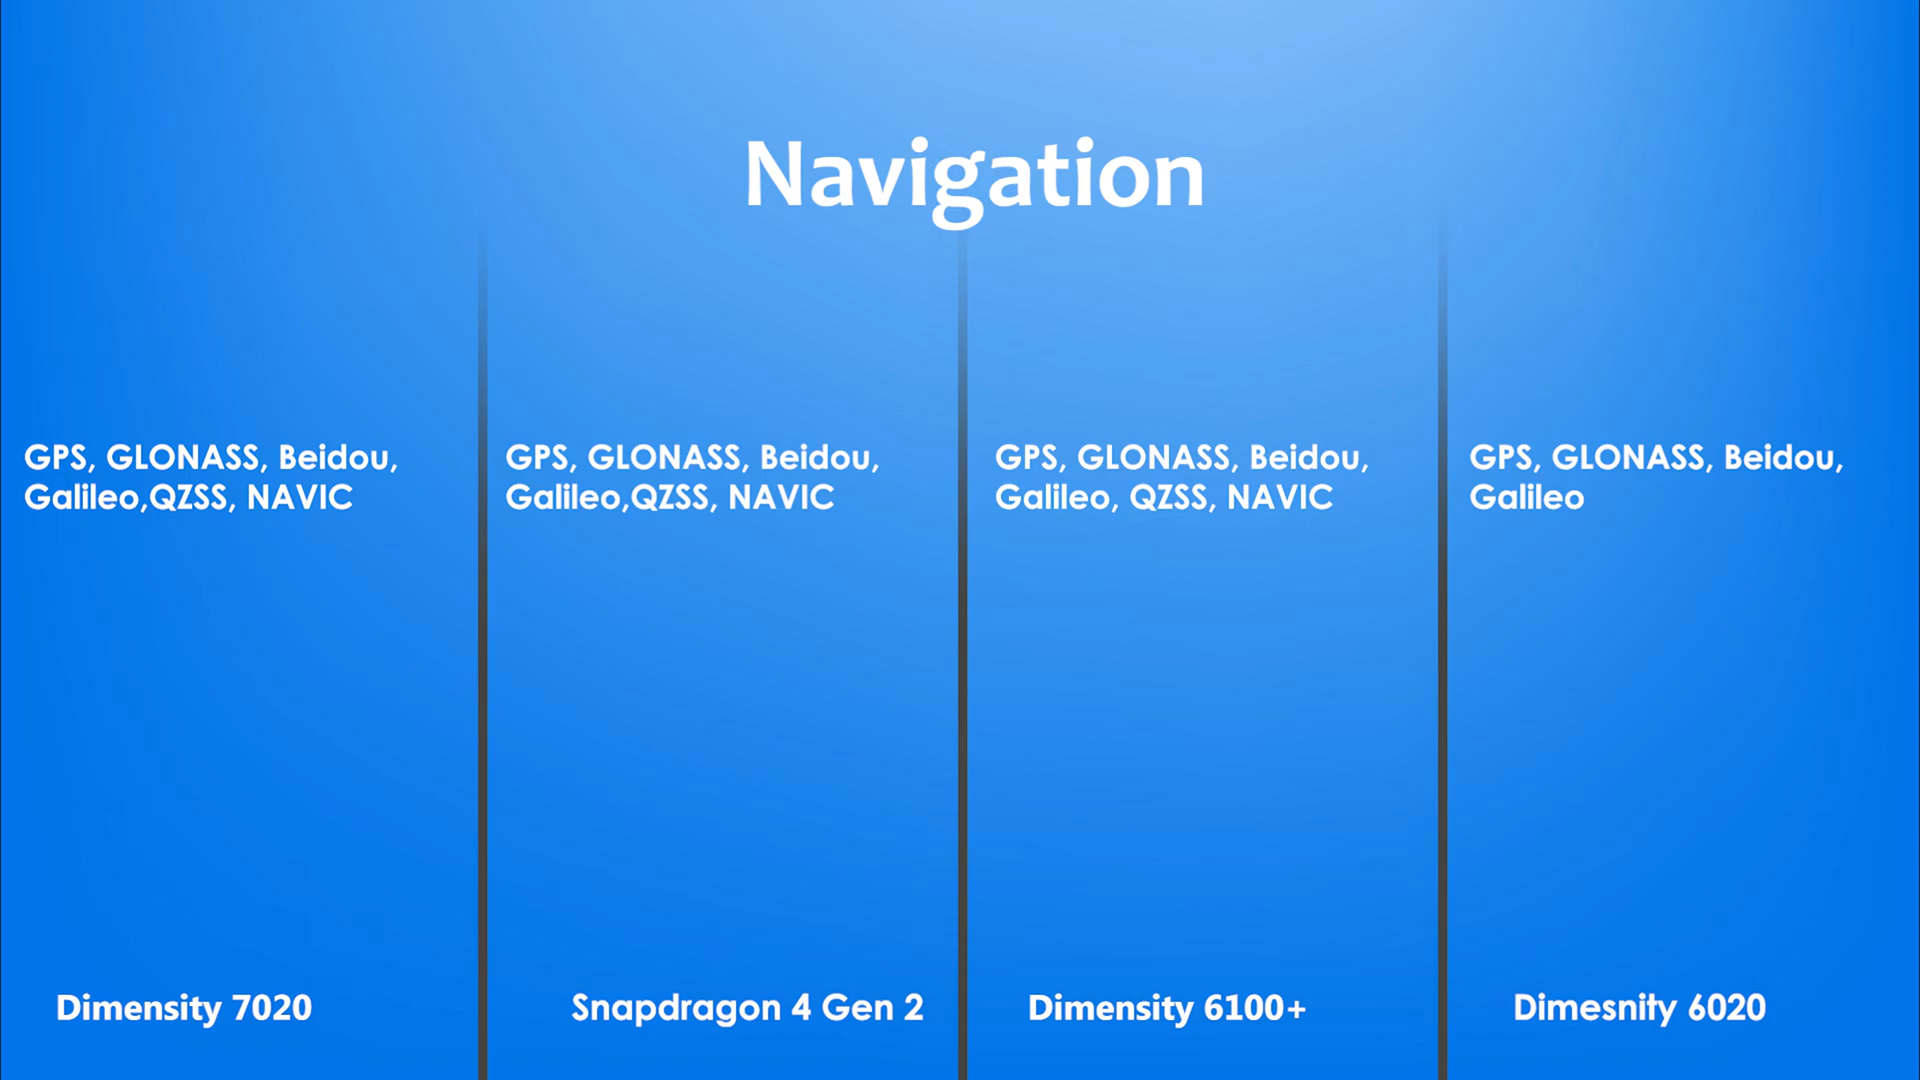 Navigation
GPS, GLONASS, Beidou,
Galileo,QZSS, NAVIC
GPS, GLONASS, Beidou,
Galileo,QZSS, NAVIC
GPS, GLONASS, Beidou,
Galileo, QZSS, NAVIC
GPS, GLONASS, Beidou,
Galileo
Dimensity 7020
Snapdragon 4 Gen 2
Dimensity 6100+
Dimesnity 6020